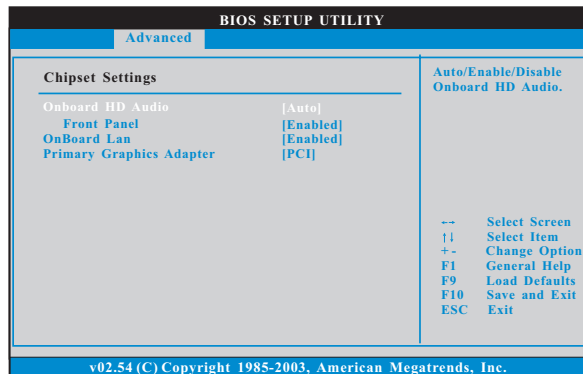 BIOS SETUP UTILITY
Advanced
Chipset Settings
Onboard HD Audio [Auto]
Front Panel [Enabled]
OnBoard Lan [Enabled]
Primary Graphics Adapter [PCI]
Auto/Enable/Disable
Onboard HD Audio.
←→ Select Screen
↑↓ Select Item
+- Change Option
F1 General Help
F9 Load Defaults
F10 Save and Exit
ESC Exit
v02.54 (C) Copyright 1985-2003, American Megatrends, Inc.